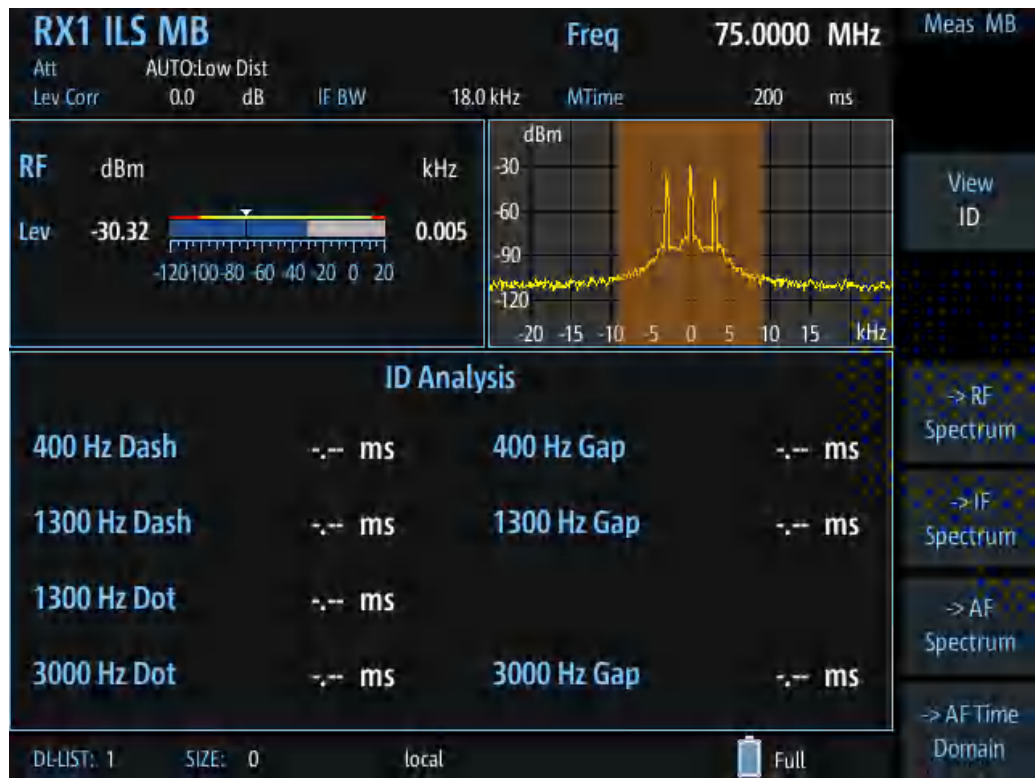 RX1 ILS MB
Freq 75.0000 MHz
Meas MB
Att AUTO:Low Dist
Lev Corr 0.0 dB IF BW 18.0 kHz MTime 200 ms
RF dBm kHz
Lev -30.32 0.005
-120 -100 -80 -60 -40 -20 0 20
dBm
-30
-60
-90
-120
-20 -15 -10 -5 0 5 10 15 kHz
View
ID
ID Analysis
400 Hz Dash -.-- ms 400 Hz Gap -.-- ms
1300 Hz Dash -.-- ms 1300 Hz Gap -.-- ms
1300 Hz Dot -.-- ms
3000 Hz Dot -.-- ms 3000 Hz Gap -.-- ms
-> RF
Spectrum
-> IF
Spectrum
-> AF
Spectrum
-> AF Time
Domain
DL-LIST: 1 SIZE: 0 local Full